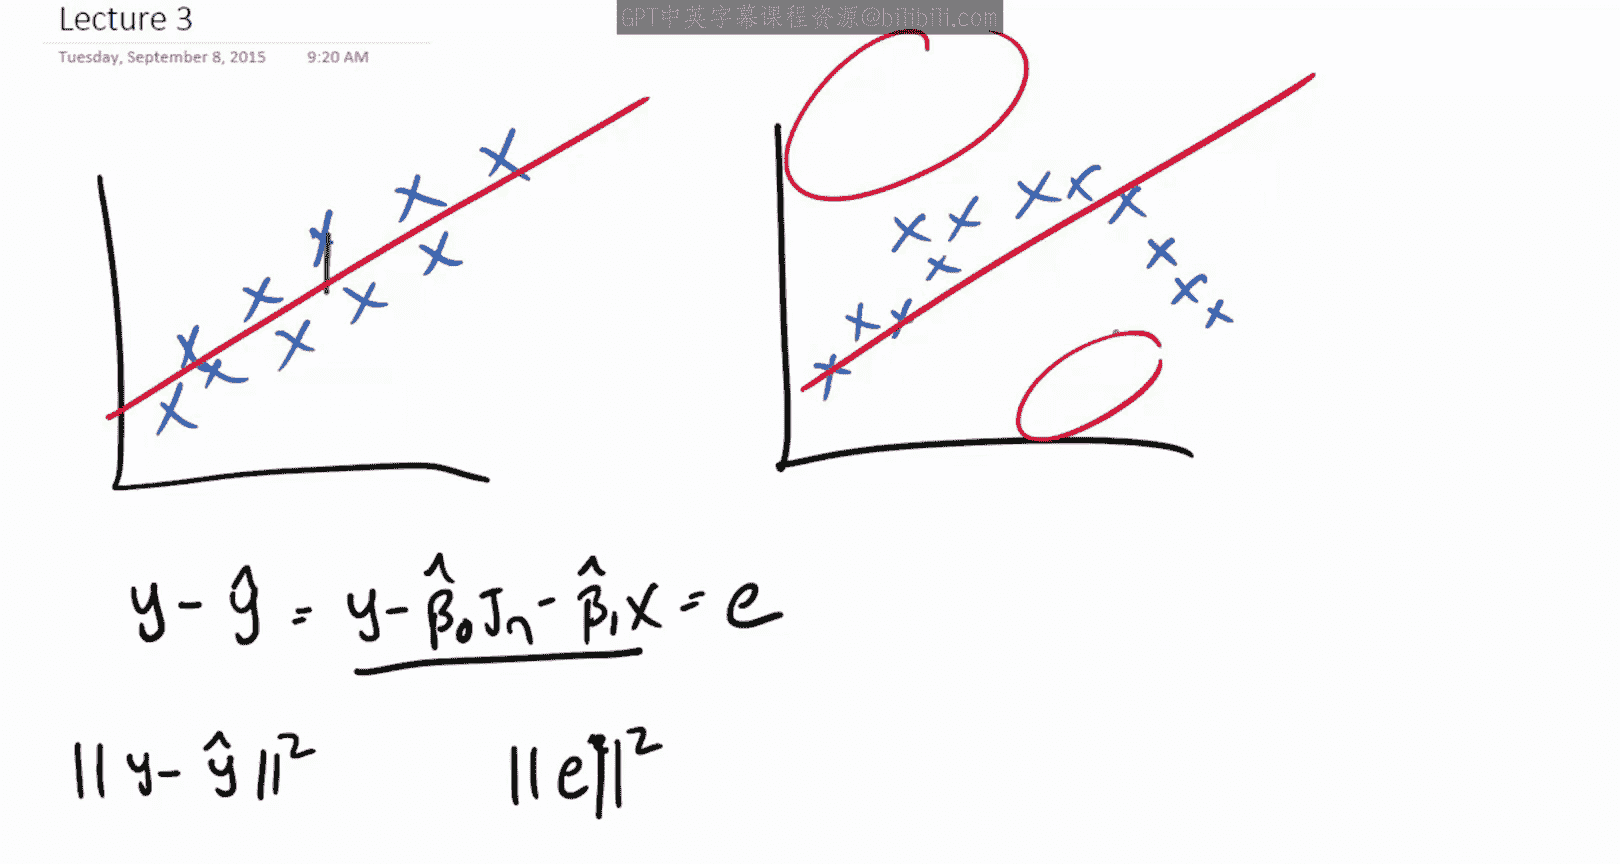 GPT中英字幕课程资源@bilibili.com
Lecture 3
Tuesday, September 8, 2015 9:20 AM
y - ŷ = y - β̂₀Jₙ - β̂₁x = e
||y - ŷ||² ||e||²